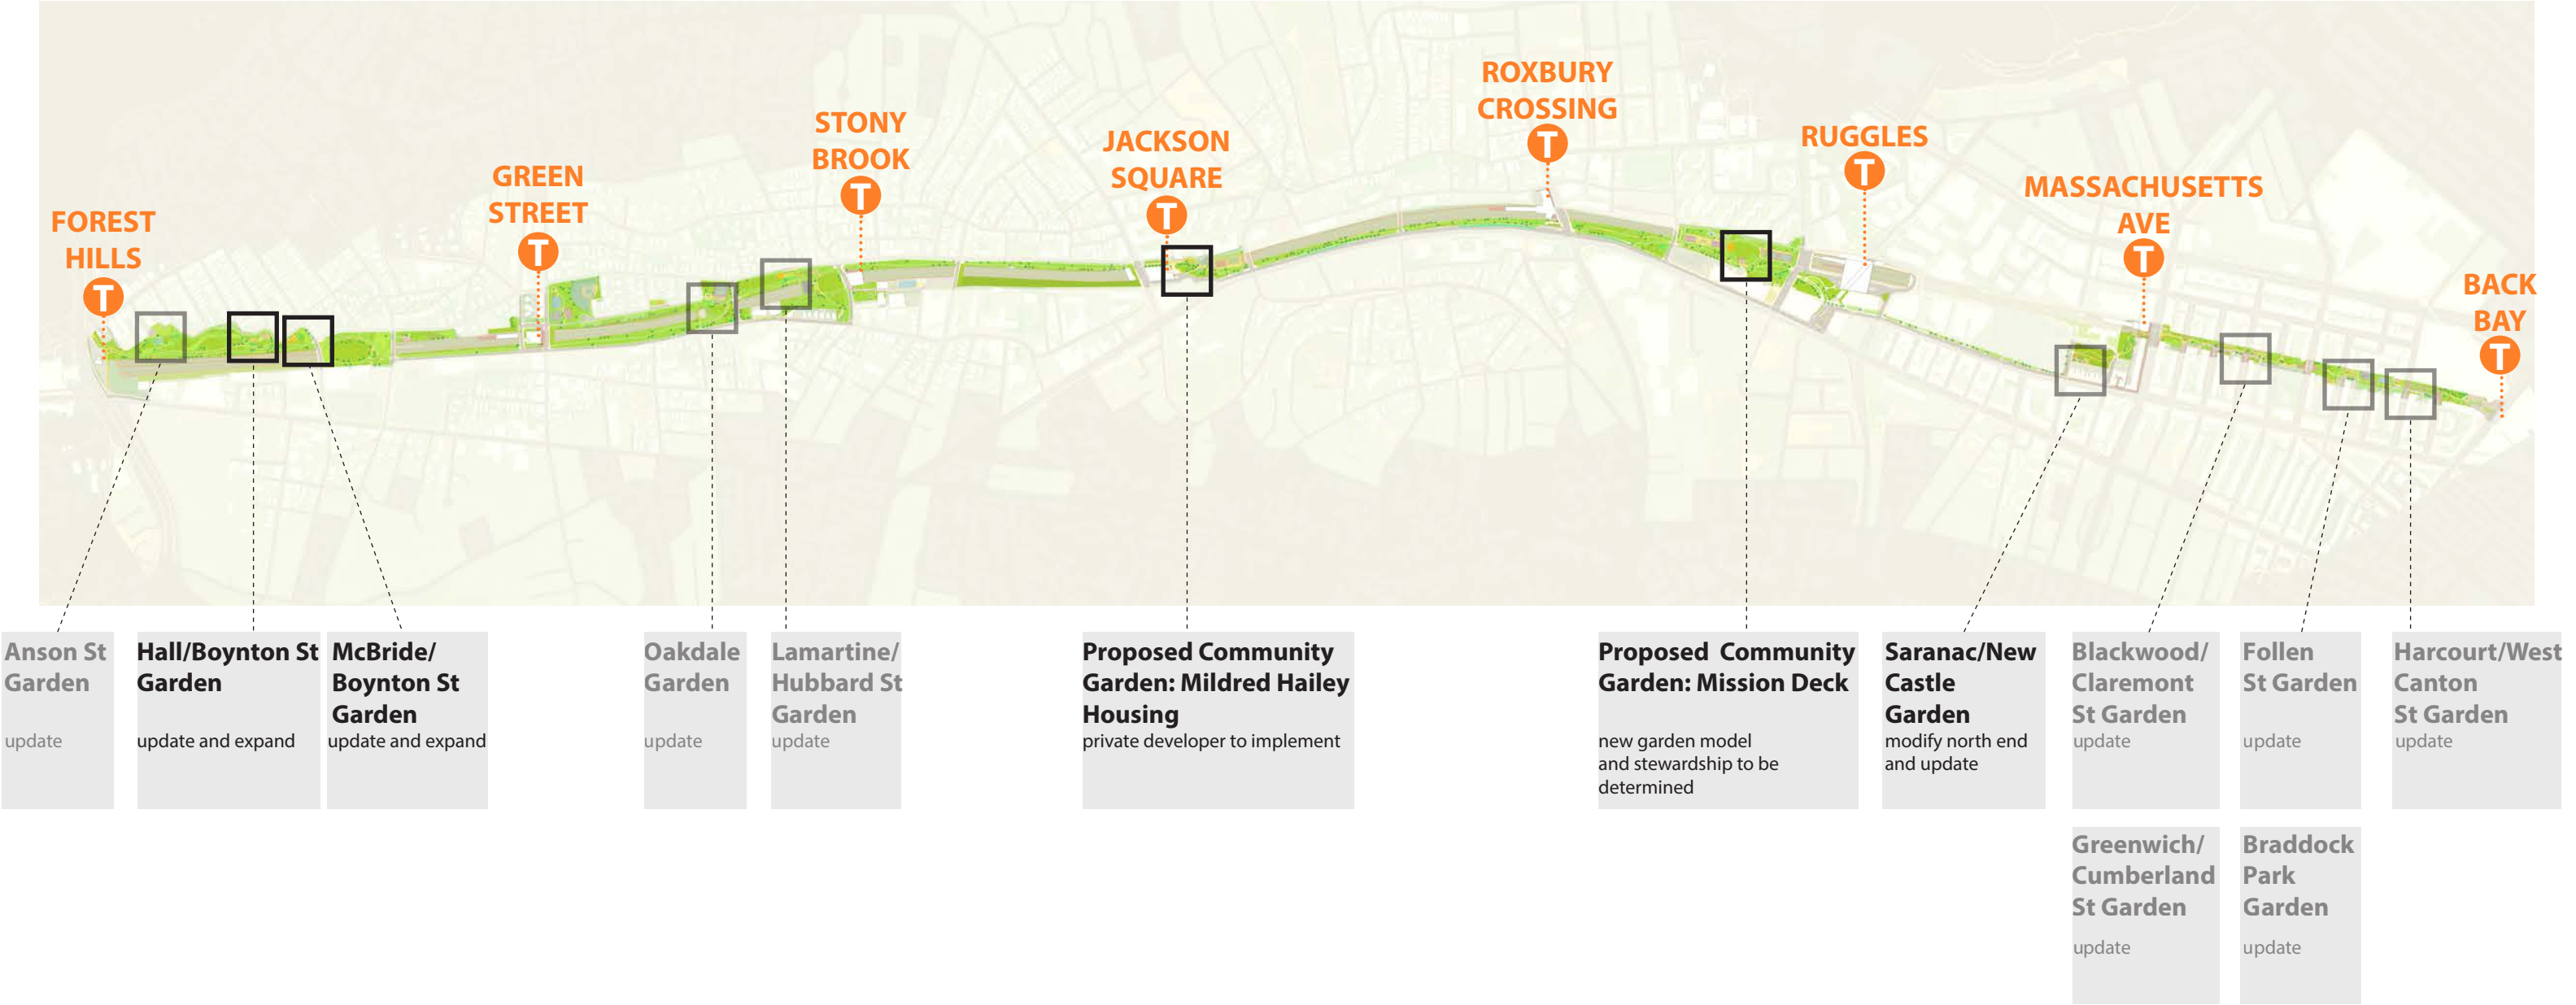 FOREST
HILLS
T
GREEN
STREET
T
STONY
BROOK
T
JACKSON
SQUARE
T
ROXBURY
CROSSING
T
RUGGLES
T
MASSACHUSETTS
AVE
T
BACK
BAY
T
Anson St
Garden
update
Hall/Boynton St
Garden
update and expand
McBride/
Boynton St
Garden
update and expand
Oakdale
Garden
update
Lamartine/
Hubbard St
Garden
update
Proposed Community
Garden: Mildred Hailey
Housing
private developer to implement
Proposed Community
Garden: Mission Deck
new garden model
and stewardship to be
determined
Saranac/New
Castle
Garden
modify north end
and update
Blackwood/
Claremont
St Garden
update
Follen
St Garden
update
Harcourt/West
Canton
St Garden
update
Greenwich/
Cumberland
St Garden
update
Braddock
Park
Garden
update